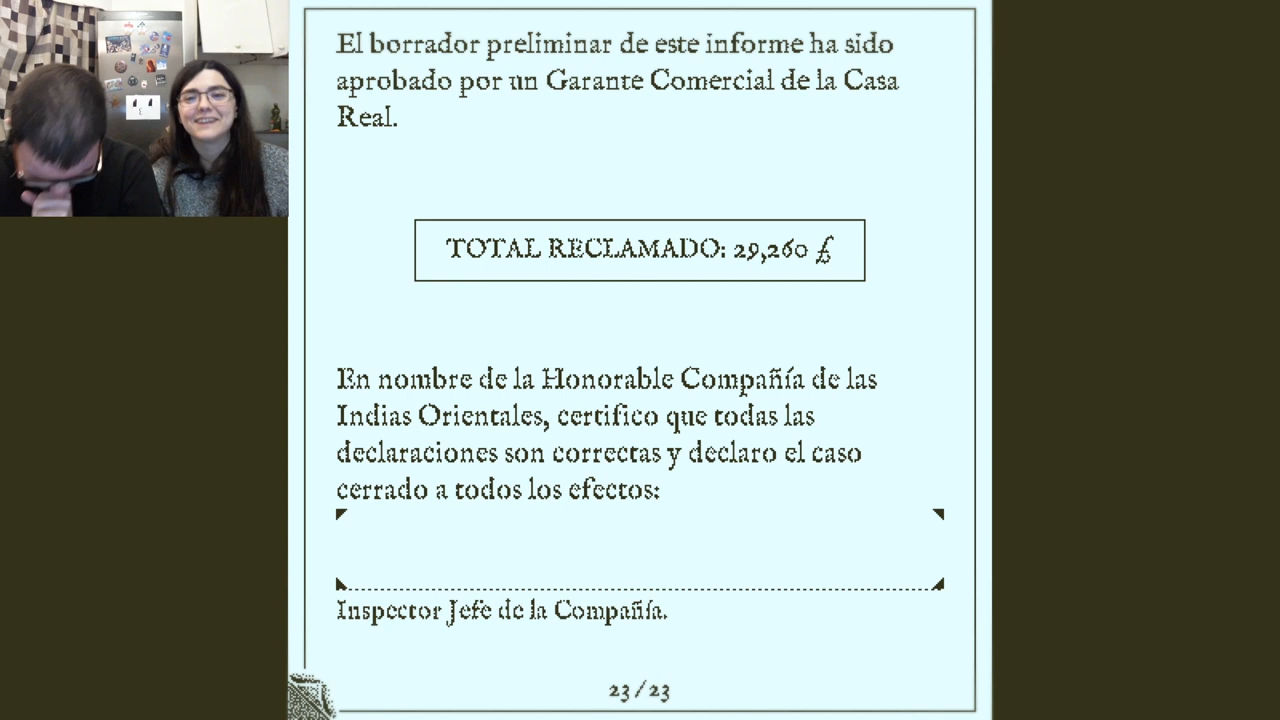 El borrador preliminar de este informe ha sido
aprobado por un Garante Comercial de la Casa
Real.
TOTAL RECLAMADO: 29,260 £
En nombre de la Honorable Compañía de las
Indias Orientales, certifico que todas las
declaraciones son correctas y declaro el caso
cerrado a todos los efectos:
Inspector Jefe de la Compañía.
23 / 23